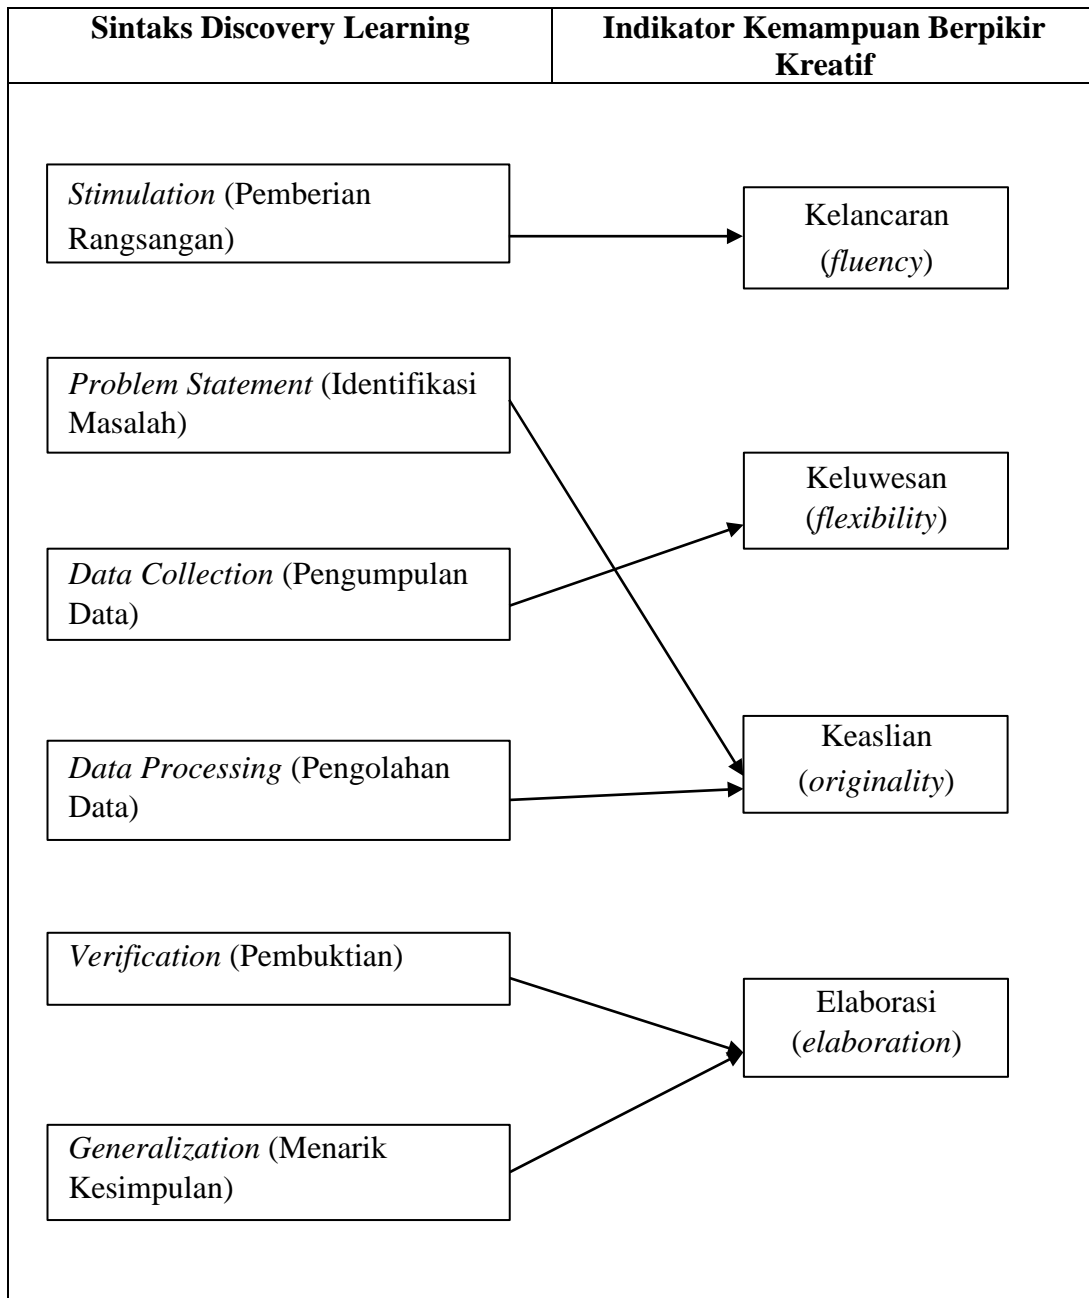 Sintaks Discovery Learning
Indikator Kemampuan Berpikir
Kreatif
Stimulation (Pemberian
Rangsangan)
Kelancaran
(fluency)
Problem Statement (Identifikasi
Masalah)
Keluwesan
(flexibility)
Data Collection (Pengumpulan
Data)
Data Processing (Pengolahan
Data)
Keaslian
(originality)
Verification (Pembuktian)
Elaborasi
(elaboration)
Generalization (Menarik
Kesimpulan)